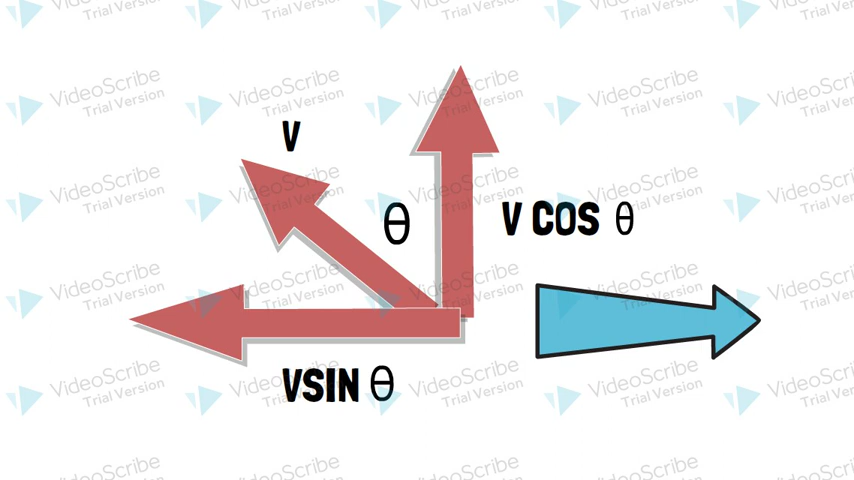 V
θ
V COS θ
VSIN θ
VideoScribe
Trial Version